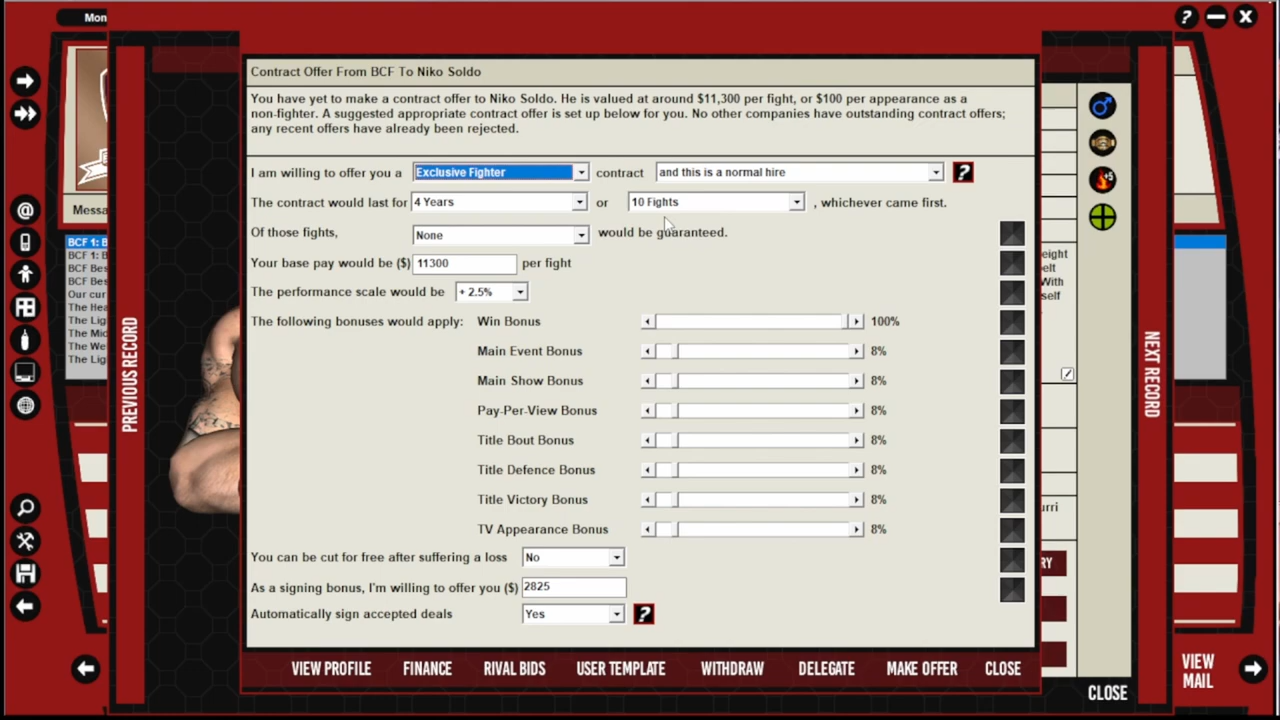 Mon
Contract Offer From BCF To Niko Soldo
You have yet to make a contract offer to Niko Soldo. He is valued at around $11,300 per fight, or $100 per appearance as a
non-fighter. A suggested appropriate contract offer is set up below for you. No other companies have outstanding contract offers;
any recent offers have already been rejected.
I am willing to offer you a Exclusive Fighter contract and this is a normal hire ?
The contract would last for 4 Years or 10 Fights , whichever came first.
Of those fights, None would be guaranteed.
Your base pay would be ($) 11300 per fight
The performance scale would be + 2.5%
The following bonuses would apply: Win Bonus 100%
Main Event Bonus 8%
Main Show Bonus 8%
Pay-Per-View Bonus 8%
Title Bout Bonus 8%
Title Defence Bonus 8%
Title Victory Bonus 8%
TV Appearance Bonus 8%
You can be cut for free after suffering a loss No
As a signing bonus, I'm willing to offer you ($) 2825
Automatically sign accepted deals Yes ?
VIEW PROFILE FINANCE RIVAL BIDS USER TEMPLATE WITHDRAW DELEGATE MAKE OFFER CLOSE
Messa
BCF 1: B
BCF 1: B
BCF Bes
BCF Bes
Our cur
The Hea
The Lig
The Mid
The We
The Lig
PREVIOUS RECORD
NEXT RECORD
?
@
+5
eight
elt
With
self
urri
RY
CLOSE
VIEW
MAIL